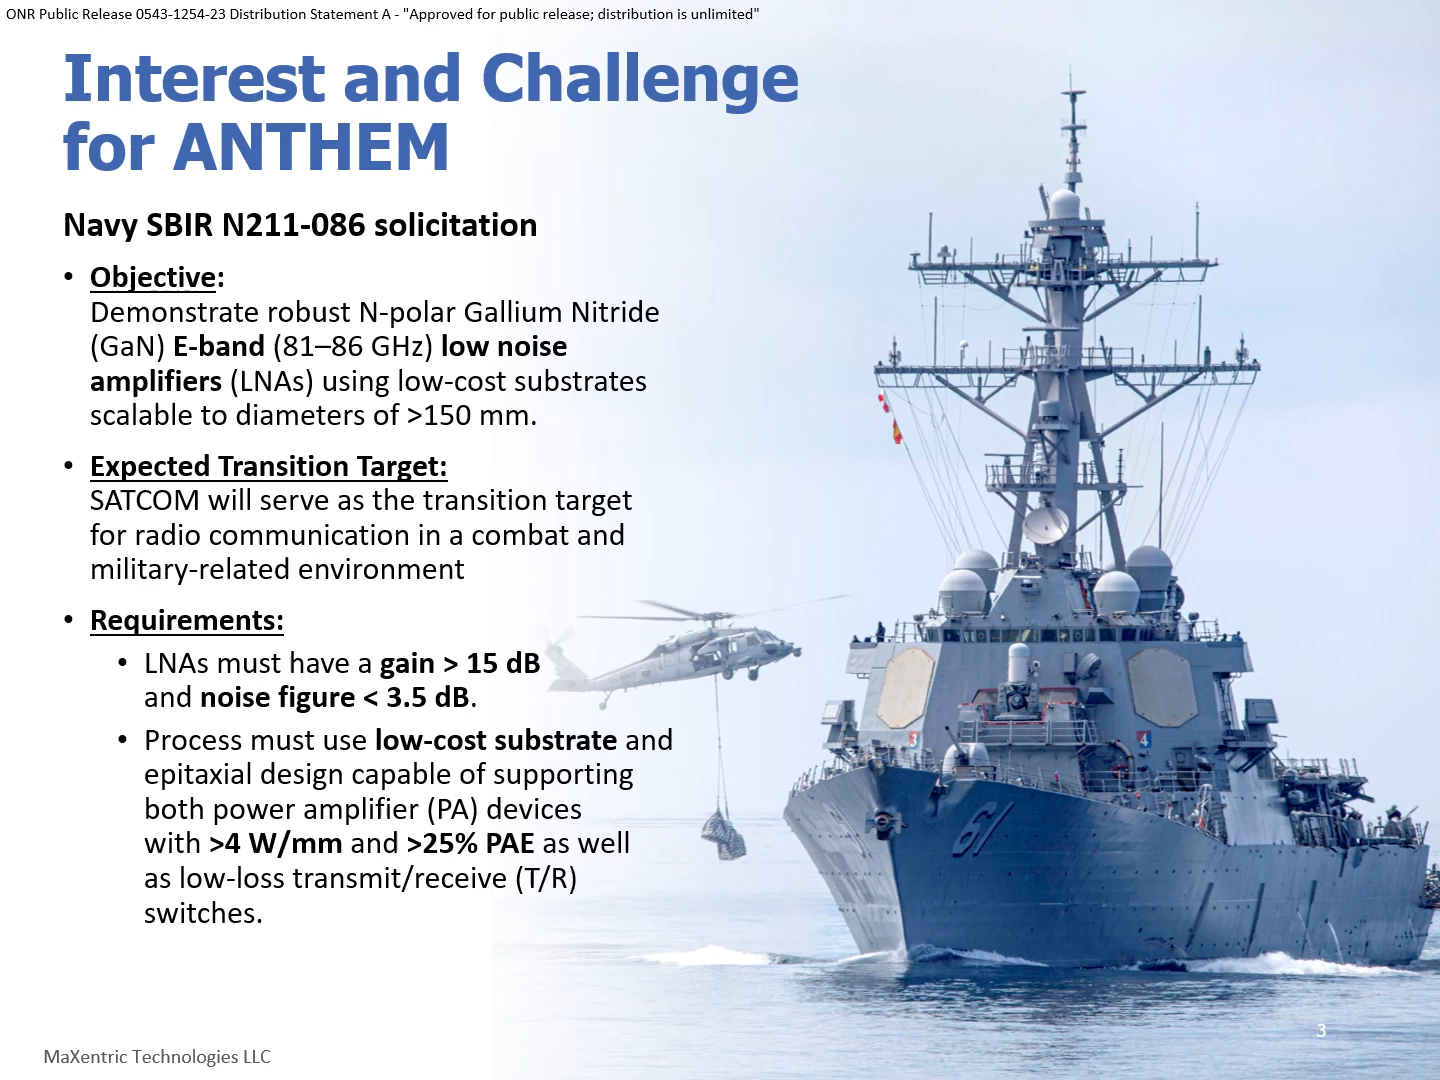 ONR Public Release 0543-1254-23 Distribution Statement A - "Approved for public release; distribution is unlimited"
Interest and Challenge
for ANTHEM
Navy SBIR N211-086 solicitation
• Objective:
Demonstrate robust N-polar Gallium Nitride
(GaN) E-band (81–86 GHz) low noise
amplifiers (LNAs) using low-cost substrates
scalable to diameters of >150 mm.
• Expected Transition Target:
SATCOM will serve as the transition target
for radio communication in a combat and
military-related environment
• Requirements:
• LNAs must have a gain > 15 dB
and noise figure < 3.5 dB.
• Process must use low-cost substrate and
epitaxial design capable of supporting
both power amplifier (PA) devices
with >4 W/mm and >25% PAE as well
as low-loss transmit/receive (T/R)
switches.
3
4
61
3
MaXentric Technologies LLC